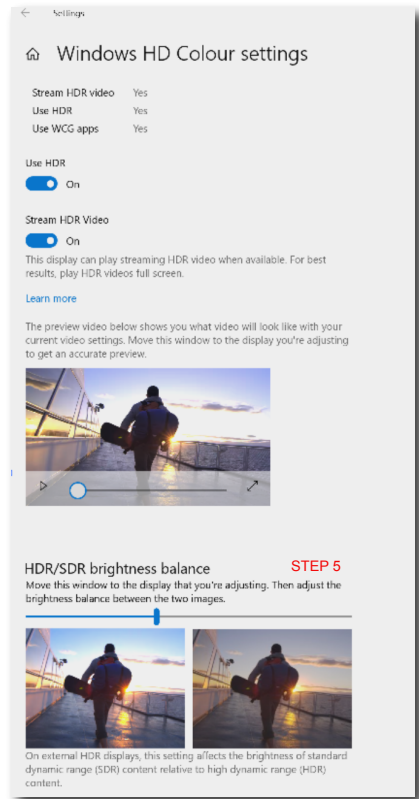 Settings
Windows HD Colour settings
Stream HDR video Yes
Use HDR Yes
Use WCG apps Yes
Use HDR
On
Stream HDR Video
On
This display can play streaming HDR video when available. For best
results, play HDR videos full screen.
Learn more
The preview video below shows you what video will look like with your
current video settings. Move this window to the display you're adjusting
to get an accurate preview.
HDR/SDR brightness balance STEP 5
Move this window to the display that you're adjusting. Then adjust the
brightness balance between the two images.
On external HDR displays, this setting affects the brightness of standard
dynamic range (SDR) content relative to high dynamic range (HDR)
content.